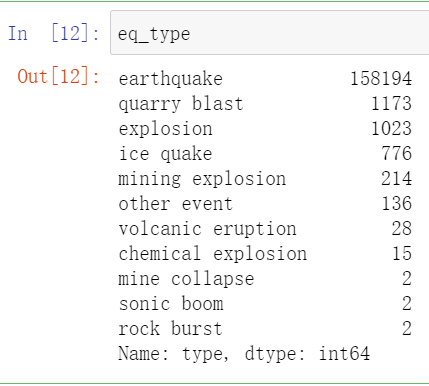 In [12]: eq_type
Out[12]: earthquake 158194
quarry blast 1173
explosion 1023
ice quake 776
mining explosion 214
other event 136
volcanic eruption 28
chemical explosion 15
mine collapse 2
sonic boom 2
rock burst 2
Name: type, dtype: int64